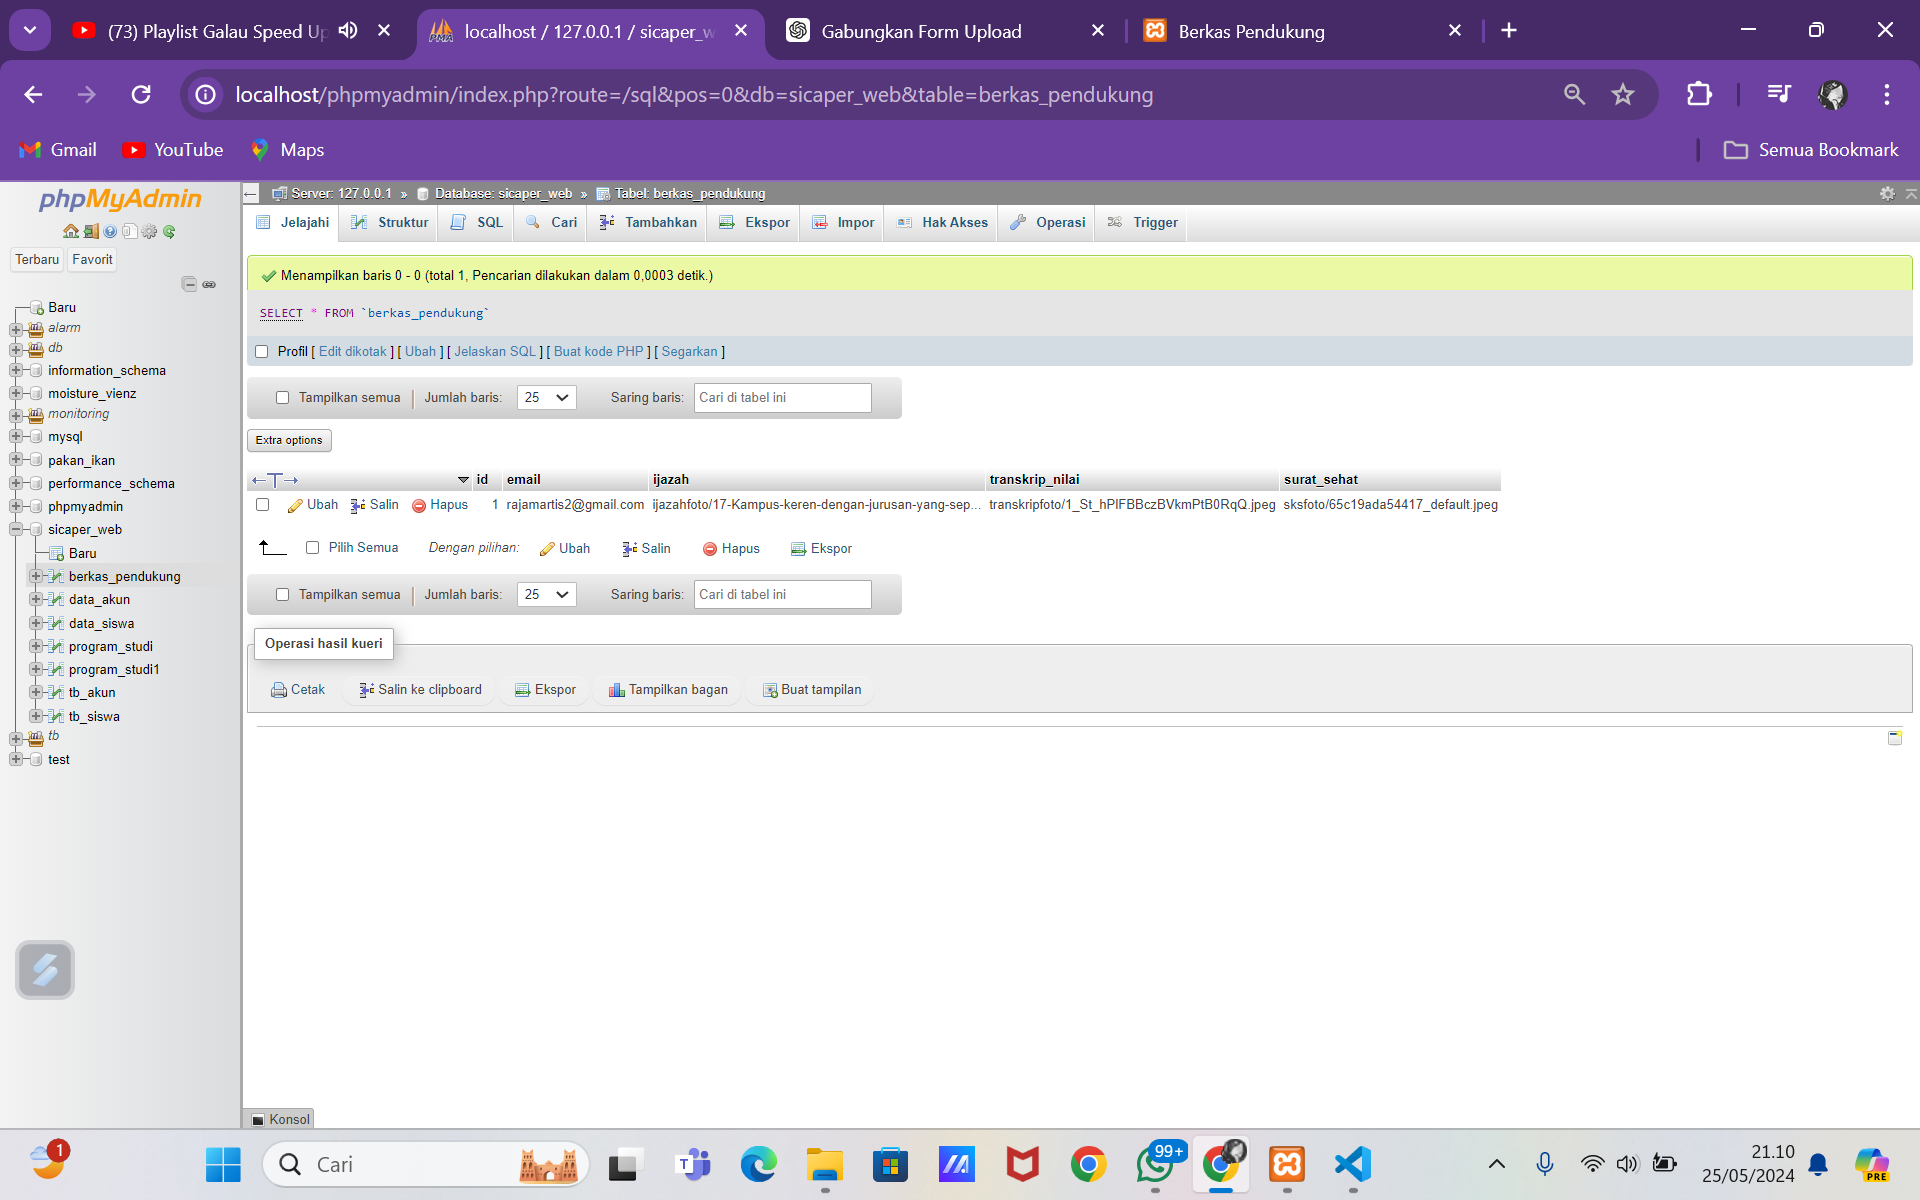 (73) Playlist Galau Speed Up
localhost / 127.0.0.1 / sicaper_w
Gabungkan Form Upload
Berkas Pendukung
localhost/phpmyadmin/index.php?route=/sql&pos=0&db=sicaper_web&table=berkas_pendukung
Gmail
YouTube
Maps
Semua Bookmark
phpMyAdmin
Terbaru
Favorit
Baru
alarm
db
information_schema
moisture_vienz
monitoring
mysql
pakan_ikan
performance_schema
phpmyadmin
sicaper_web
Baru
berkas_pendukung
data_akun
data_siswa
program_studi
program_studi1
tb_akun
tb_siswa
tb
test
Server: 127.0.0.1 » Database: sicaper_web » Tabel: berkas_pendukung
Jelajahi Struktur SQL Cari Tambahkan Ekspor Impor Hak Akses Operasi Trigger
Menampilkan baris 0 - 0 (total 1, Pencarian dilakukan dalam 0,0003 detik.)
SELECT * FROM `berkas_pendukung`
Profil [ Edit dikotak ] [ Ubah ] [ Jelaskan SQL ] [ Buat kode PHP ] [ Segarkan ]
Tampilkan semua Jumlah baris: 25 Saring baris: Cari di tabel ini
Extra options
id email ijazah transkrip_nilai surat_sehat
Ubah Salin Hapus 1 rajamartis2@gmail.com ijazahfoto/17-Kampus-keren-dengan-jurusan-yang-sep... transkripfoto/1_St_hPlFBBczBVkmPtB0RqQ.jpeg sksfoto/65c19ada54417_default.jpeg
Pilih Semua Dengan pilihan: Ubah Salin Hapus Ekspor
Tampilkan semua Jumlah baris: 25 Saring baris: Cari di tabel ini
Operasi hasil kueri
Cetak Salin ke clipboard Ekspor Tampilkan bagan Buat tampilan
Konsol
1
Cari
99+
21.10
25/05/2024
PRE